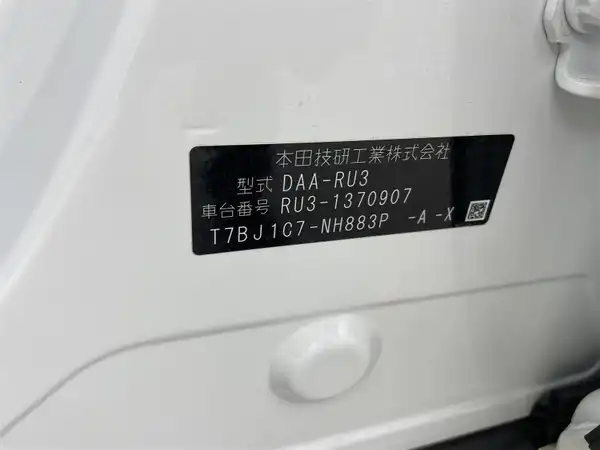 本田技研工業株式会社
型式 DAA-RU3
車台番号 RU3-1370907
T7BJ1C7-NH883P -A -X